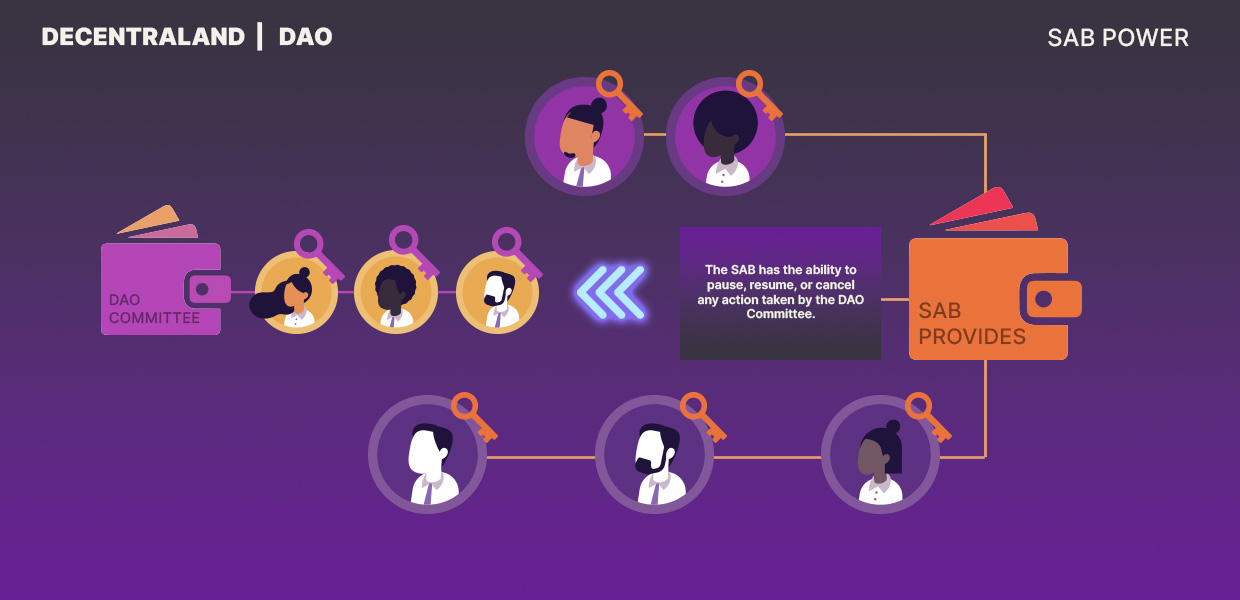 DECENTRALAND | DAO
SAB POWER
The SAB has the ability to
pause, resume, or cancel
any action taken by the DAO
Committee.
DAO
COMMITTEE
SAB
PROVIDES